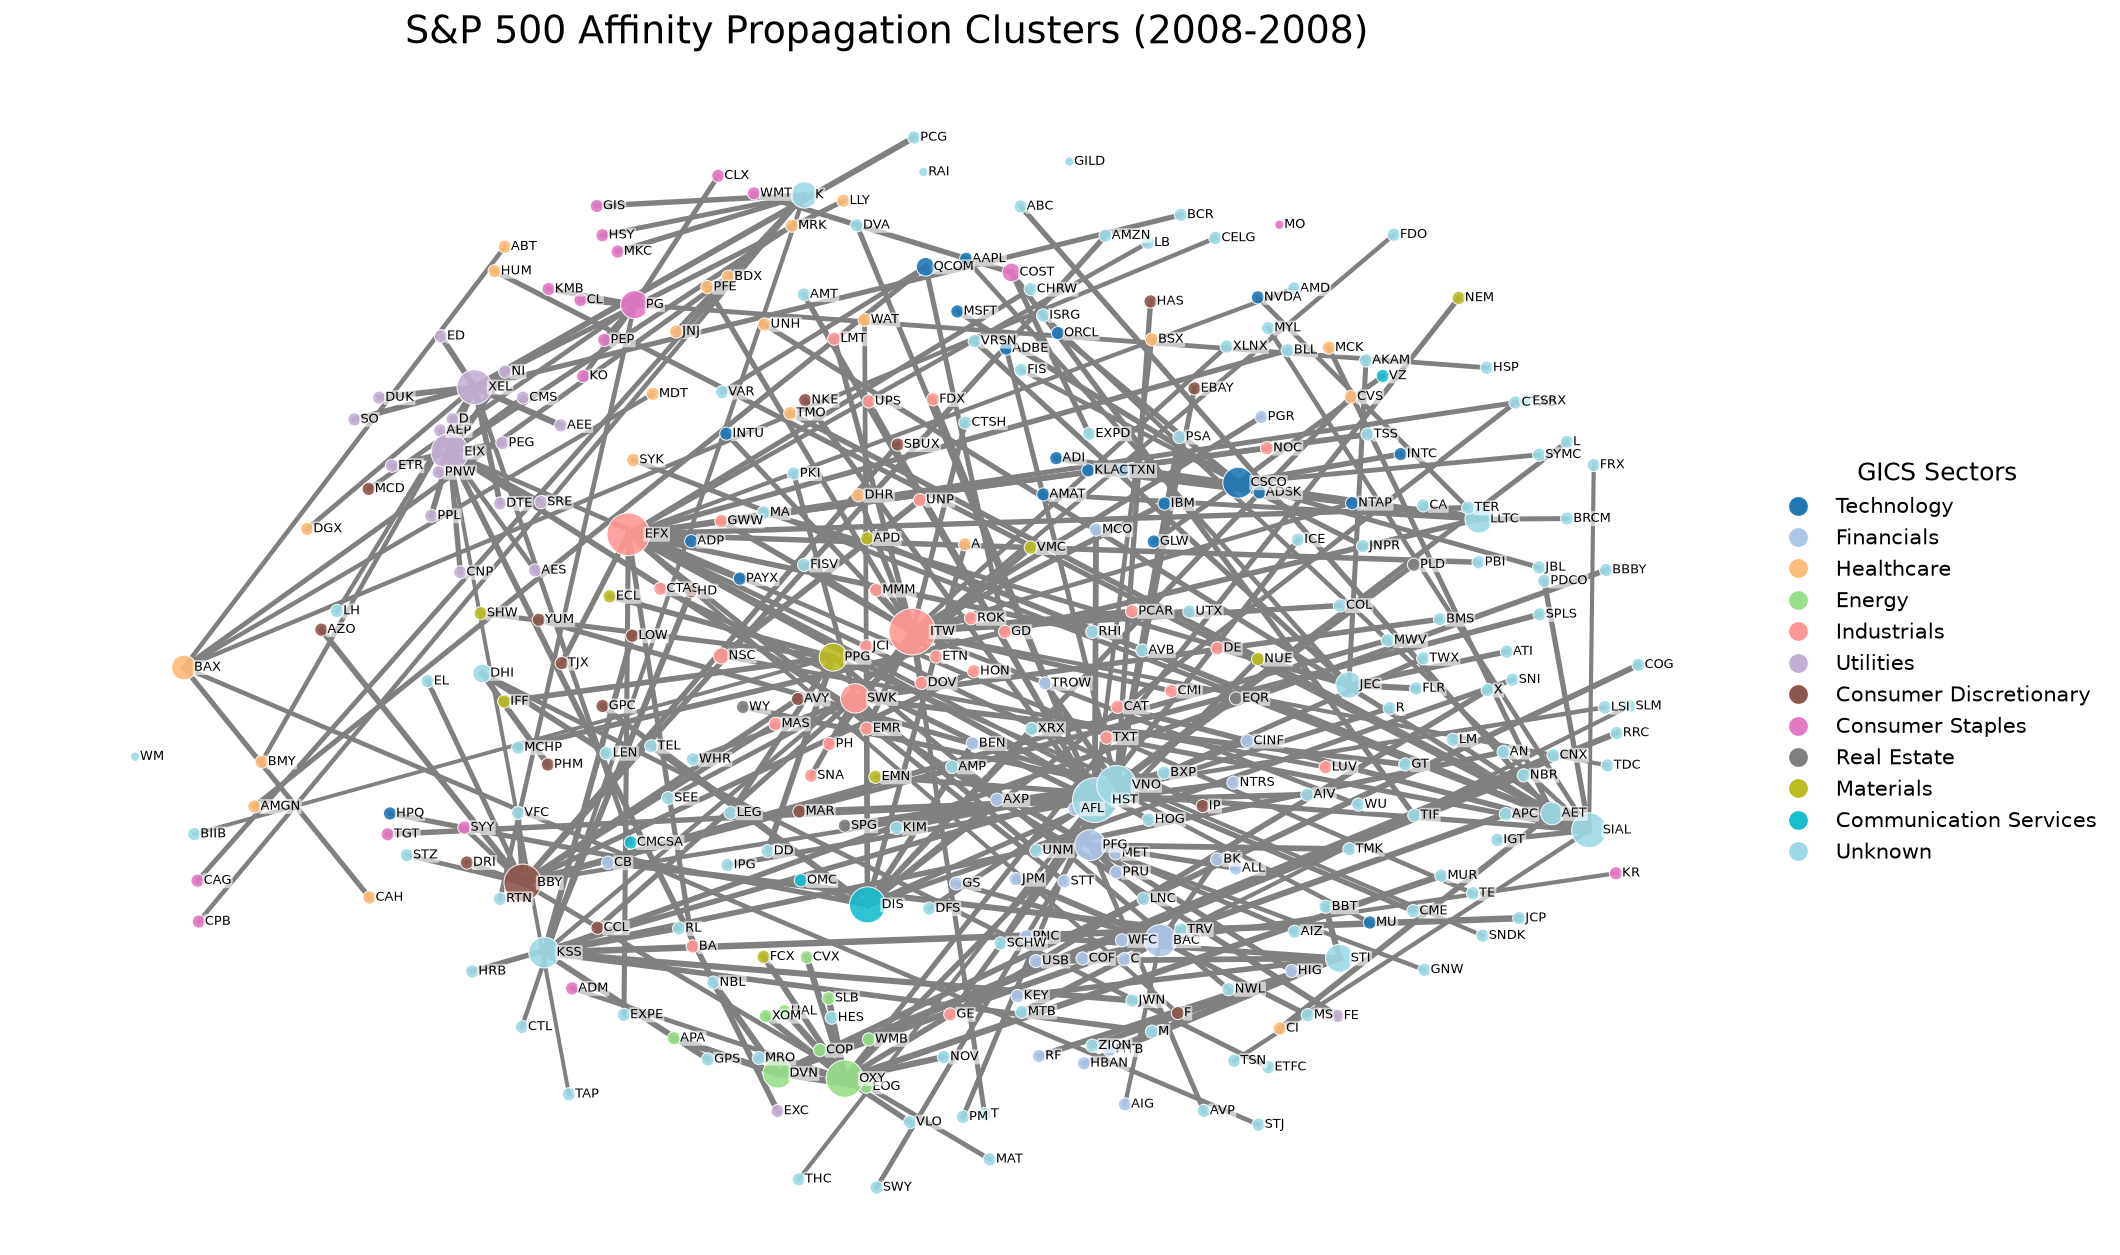 S&P 500 Affinity Propagation Clusters (2008-2008)
PCG
RAI
GILD
CLX
WMT
K
LLY
GIS
ABC
BCR
MO
MRK
DVA
HSY
AMZN
LB
CELG
FDO
ABT
MKC
AAPL
QCOM
HUM
COST
BDX
PFE
KMB
CL
PG
AMT
CHRW
AMD
NVDA
HAS
NEM
MSFT
ISRG
UNH
WAT
MYL
ED
JNJ
PEP
LMT
VRSN
ORCL
ADBE
BSX
XLNX
BLL
MCK
AKAM
HSP
NI
KO
FIS
VZ
XEL
EBAY
DUK
CMS
MDT
VAR
NKE
UPS
FDX
CVS
ESRX
SO
D
AEE
TMO
CTSH
PGR
AEP
INTU
EXPD
PSA
TSS
PEG
SBUX
NOC
L
EIX
SYK
ADI
INTC
SYMC
ETR
PNW
PKI
KLAC
TXN
FRX
MCD
CSCO
DTE
SRE
DHR
UNP
AMAT
IBM
ADSK
NTAP
CA
TER
PPL
GWW
MA
LLTC
BRCM
DGX
EFX
ADP
APD
A
VMC
MCO
GLW
ICE
JNPR
CNP
AES
PAYX
FISV
PLD
PBI
JBL
BBBY
PDCO
CTAS
HD
MMM
ECL
LH
SHW
YUM
PCAR
UTX
COL
SPLS
AZO
LOW
ITW
ROK
GD
RHI
BMS
MWV
BAX
TJX
NSC
PPG
JCI
ETN
AVB
DE
NUE
TWX
ATI
COG
DHI
EL
HON
DOV
TROW
CMI
JEC
FLR
SNI
X
IFF
GPC
AVY
SWK
WY
CAT
EQR
R
LSI
SLM
MAS
EMR
XRX
TXT
WM
MCHP
LEN
TEL
PH
BEN
CINF
LM
AN
RRC
BMY
PHM
WHR
SNA
EMN
AMP
BXP
LUV
GT
CNX
TDC
NBR
AMGN
SEE
AXP
VNO
NTRS
AFL
HST
AIV
WU
BIIB
HPQ
VFC
LEG
MAR
IP
TIF
APC
AET
TGT
SYY
SPG
KIM
HOG
SIAL
IGT
STZ
DRI
CB
CMCSA
IPG
DD
UNM
PFG
MET
BK
ALL
TMK
CAG
BBY
OMC
JPM
STT
PRU
MUR
KR
CAH
RTN
DIS
GS
DFS
LNC
TE
CPB
CCL
RL
BBT
CME
JCP
MU
PNC
SCHW
WFC
BAC
TRV
AIZ
SNDK
KSS
BA
FCX
CVX
USB
COF
C
STI
HRB
HIG
GNW
ADM
NBL
SLB
KEY
JWN
NWL
XOM
HAL
HES
GE
MTB
F
MS
FE
CTL
EXPE
APA
WMB
M
CI
COP
ZION
GPS
MRO
NOV
RF
HBAN
TSN
ETFC
DVN
OXY
EOG
TAP
EXC
VLO
PM
T
AIG
AVP
STJ
MAT
THC
SWY
GICS Sectors
Technology
Financials
Healthcare
Energy
Industrials
Utilities
Consumer Discretionary
Consumer Staples
Real Estate
Materials
Communication Services
Unknown